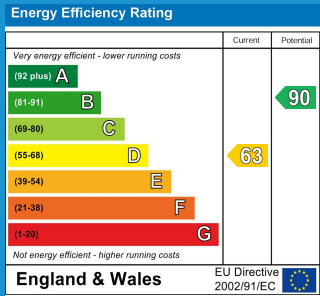 Energy Efficiency Rating
Current Potential
Very energy efficient - lower running costs
(92 plus) A
(81-91) B
90
(69-80) C
(55-68) D
63
(39-54) E
(21-38) F
(1-20) G
Not energy efficient - higher running costs
England & Wales
EU Directive
2002/91/EC